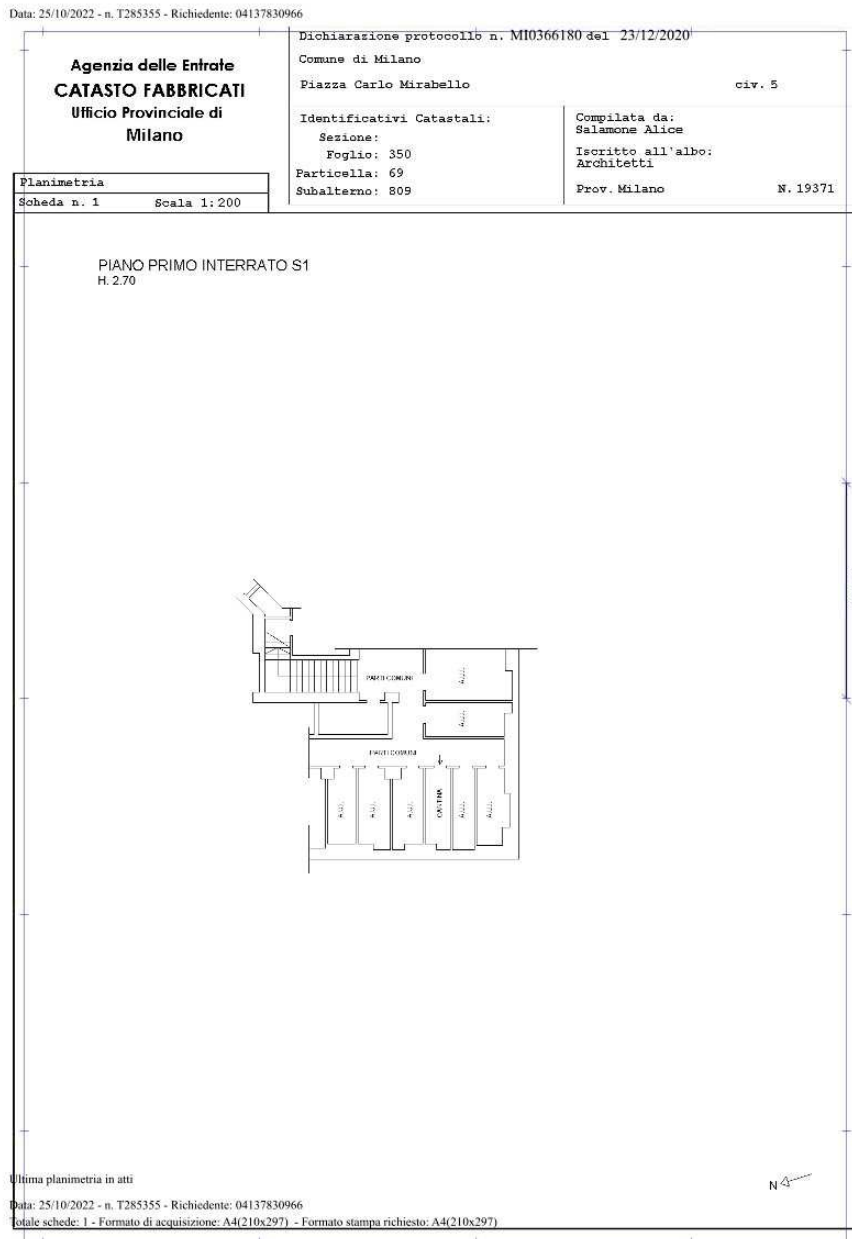 Data: 25/10/2022 - n. T285355 - Richiedente: 04137830966
Agenzia delle Entrate
CATASTO FABBRICATI
Ufficio Provinciale di
Milano
Dichiarazione protocollo n. MI0366180 del 23/12/2020
Comune di Milano
Piazza Carlo Mirabello civ. 5
Identificativi Catastali:
Sezione:
Foglio: 350
Particella: 69
Subalterno: 809
Compilata da:
Salamone Alice
Iscritto all'albo:
Architetti
Prov. Milano N. 19371
Planimetria
Scheda n. 1 Scala 1:200
PIANO PRIMO INTERRATO S1
H. 2.70
PARTI COMUNI
A.U.I.
A.U.I.
PARTI COMUNI
A.U.I.
A.U.I.
A.U.I.
CANTINA
A.U.I.
A.U.I.
N
Ultima planimetria in atti
Data: 25/10/2022 - n. T285355 - Richiedente: 04137830966
Totale schede: 1 - Formato di acquisizione: A4(210x297) - Formato stampa richiesto: A4(210x297)